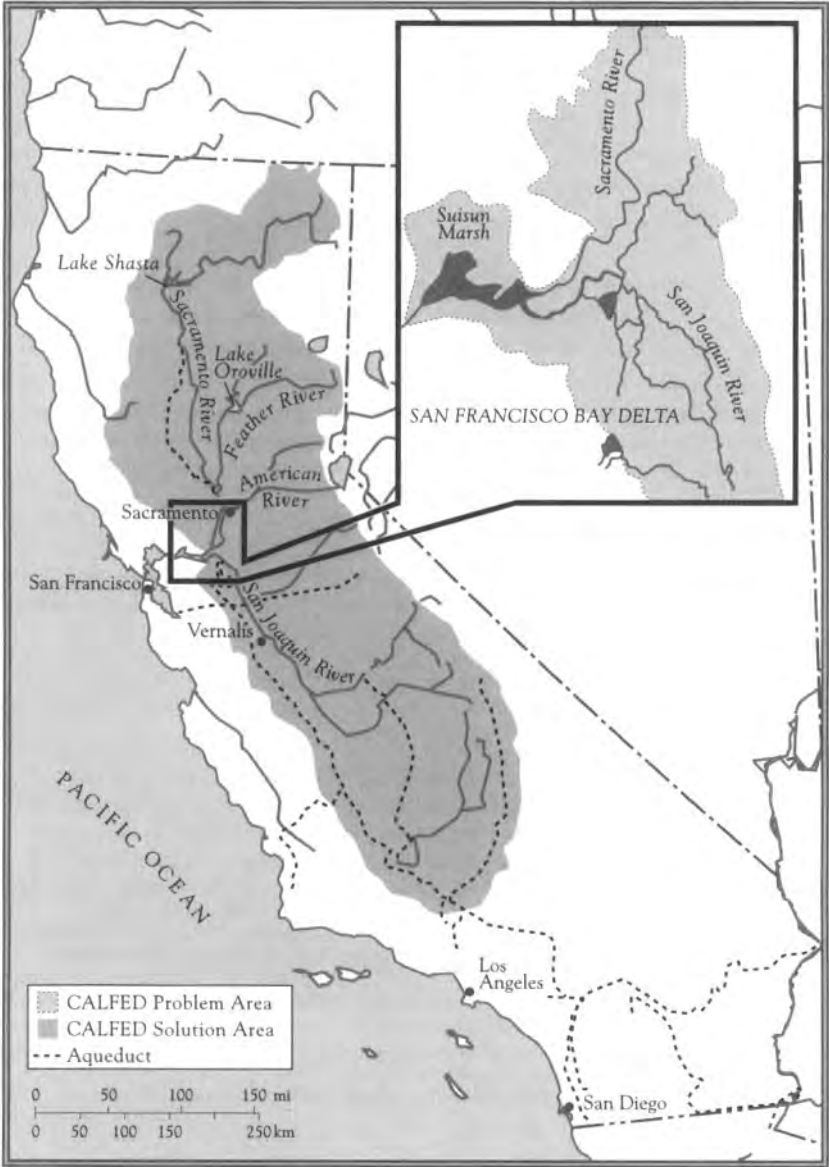 Sacramento River
Suisun
Marsh
San Joaquin River
SAN FRANCISCO BAY DELTA
Lake Shasta
Sacramento River
Lake
Oroville
Feather River
American
River
Sacramento
San Francisco
San Joaquin River
Vernalis
PACIFIC OCEAN
Los
Angeles
San Diego
CALFED Problem Area
CALFED Solution Area
Aqueduct
0 50 100 150 mi
0 50 100 150 250 km